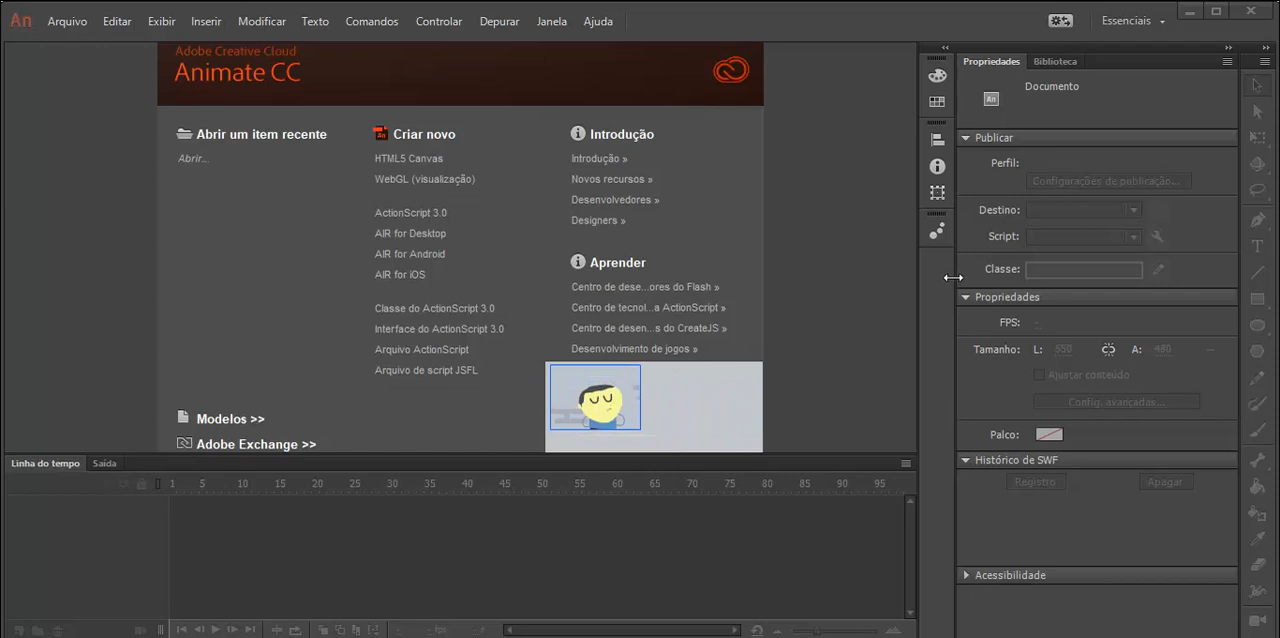 An Arquivo Editar Exibir Inserir Modificar Texto Comandos Controlar Depurar Janela Ajuda Essenciais
Adobe Creative Cloud
Animate CC
Abrir um item recente
Abrir...
Modelos >>
Adobe Exchange >>
Criar novo
HTML5 Canvas
WebGL (visualização)
ActionScript 3.0
AIR for Desktop
AIR for Android
AIR for iOS
Classe do ActionScript 3.0
Interface do ActionScript 3.0
Arquivo ActionScript
Arquivo de script JSFL
Introdução
Introdução »
Novos recursos »
Desenvolvedores »
Designers »
Aprender
Centro de dese...ores do Flash »
Centro de tecnol...a ActionScript »
Centro de desen...s do CreateJS »
Desenvolvimento de jogos »
Linha do tempo Saída
1 5 10 15 20 25 30 35 40 45 50 55 60 65 70 75 80 85 90 95
Propriedades Biblioteca
An Documento
Publicar
Perfil:
Configurações de publicação...
Destino:
Script:
Classe:
Propriedades
FPS:
Tamanho: L: 550 A: 480
Ajustar conteúdo
Config. avançadas...
Palco:
Histórico de SWF
Registro Apagar
Acessibilidade